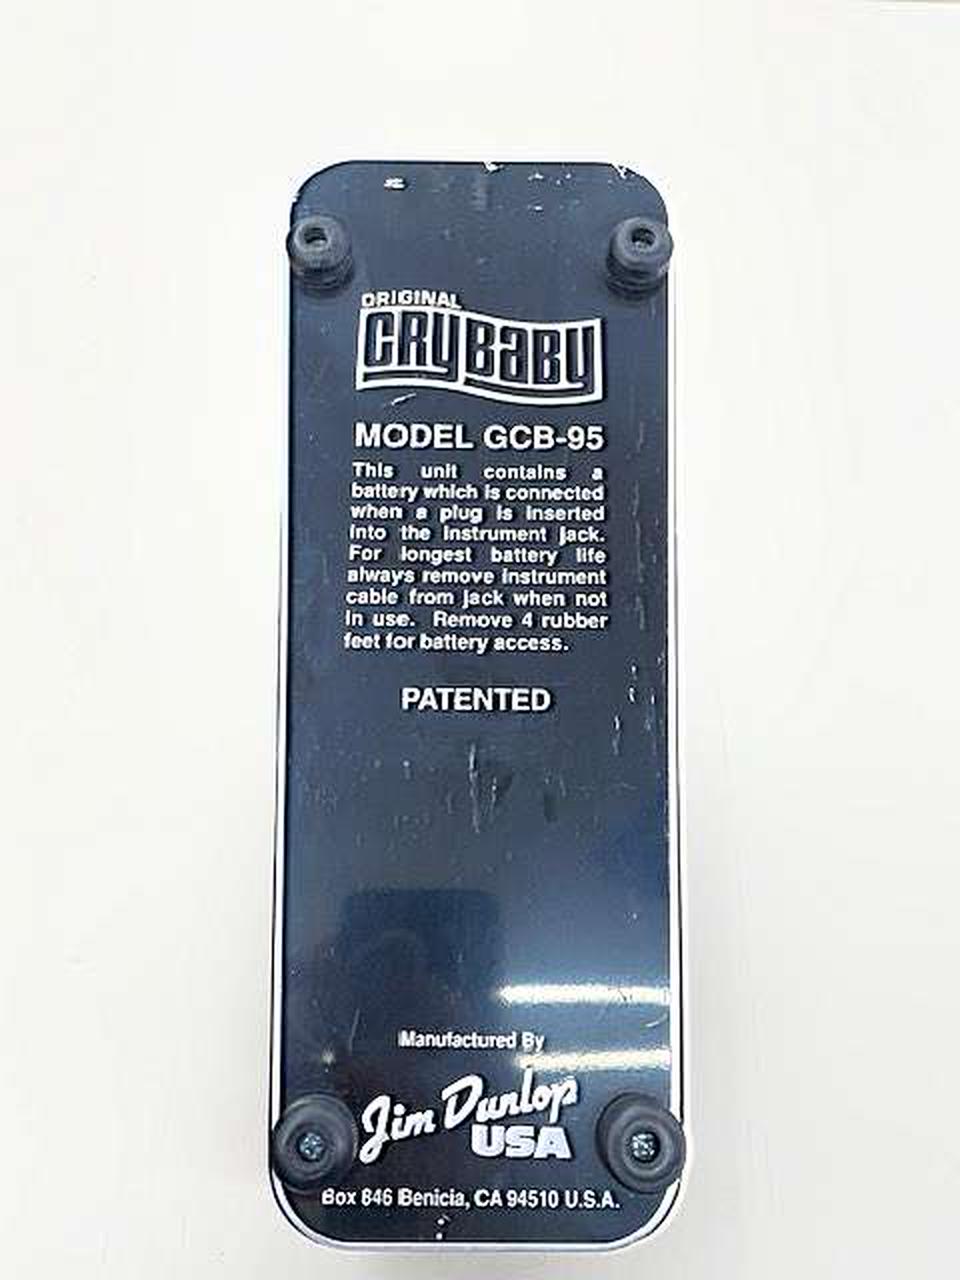 ORIGINAL
CRYBABY
MODEL GCB-95
This unit contains a
battery which is connected
when a plug is inserted
into the instrument jack.
For longest battery life
always remove instrument
cable from jack when not
in use. Remove 4 rubber
feet for battery access.
PATENTED
Manufactured By
Jim Dunlop
USA
Box 846 Benicia, CA 94510 U.S.A.